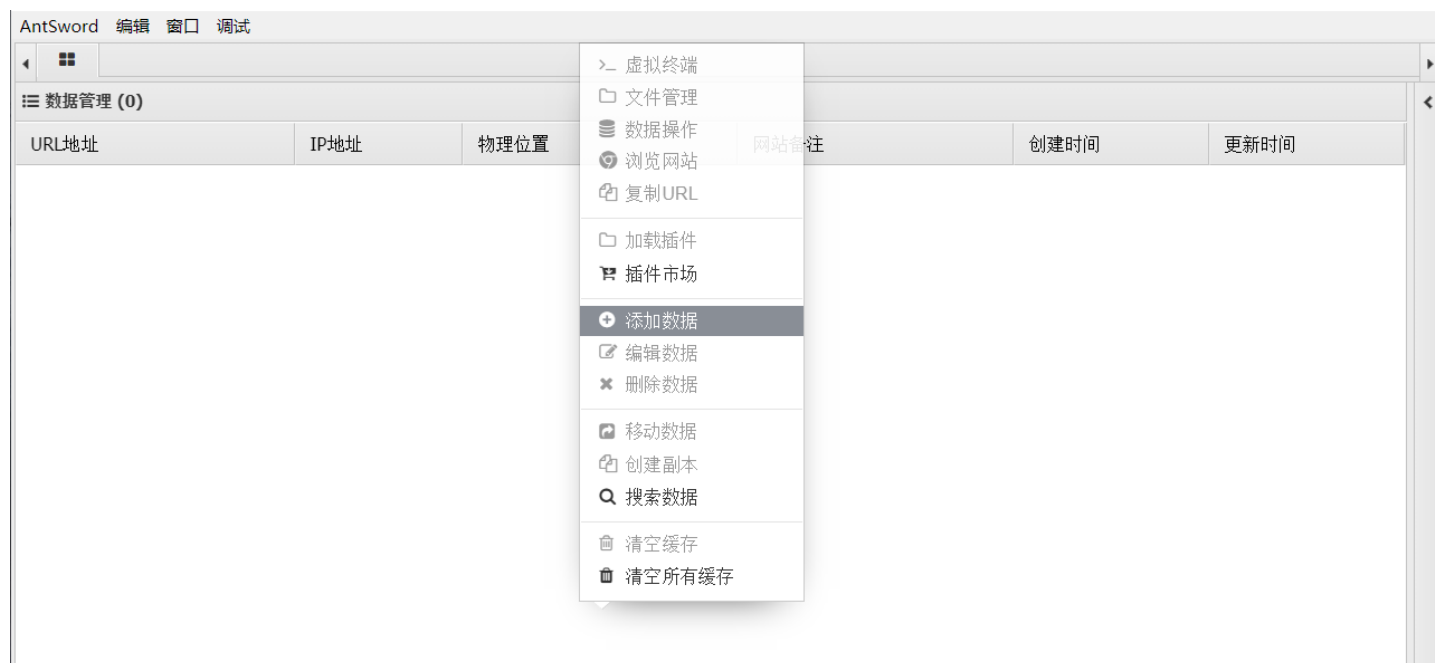 AntSword 编辑 窗口 调试
数据管理 (0)
URL地址 IP地址 物理位置 网站备注 创建时间 更新时间
虚拟终端
文件管理
数据操作
浏览网站
复制URL
加载插件
插件市场
添加数据
编辑数据
删除数据
移动数据
创建副本
搜索数据
清空缓存
清空所有缓存